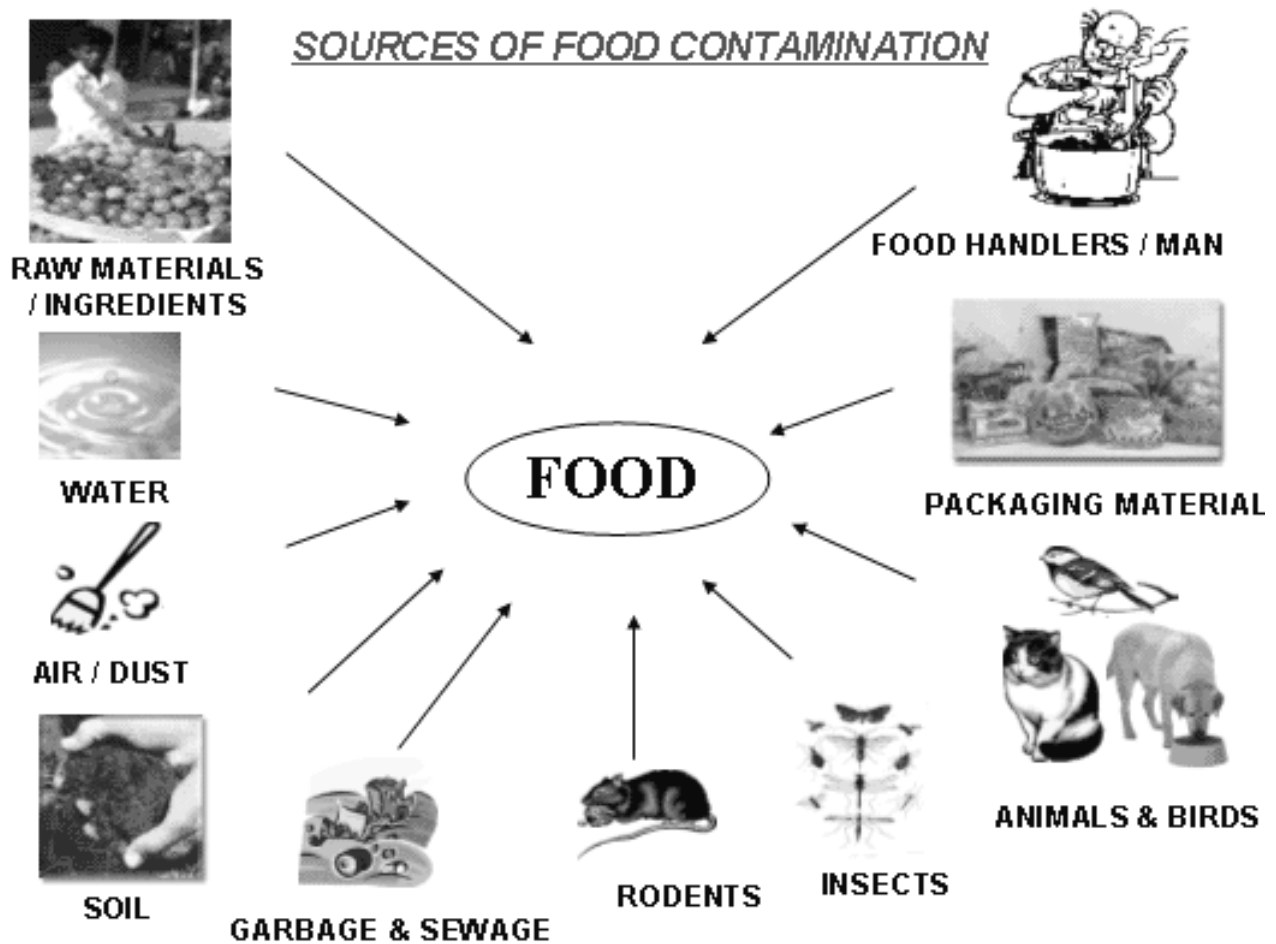 SOURCES OF FOOD CONTAMINATION
RAW MATERIALS
/ INGREDIENTS
FOOD HANDLERS / MAN
WATER
FOOD
PACKAGING MATERIAL
AIR / DUST
ANIMALS & BIRDS
SOIL
GARBAGE & SEWAGE
RODENTS
INSECTS